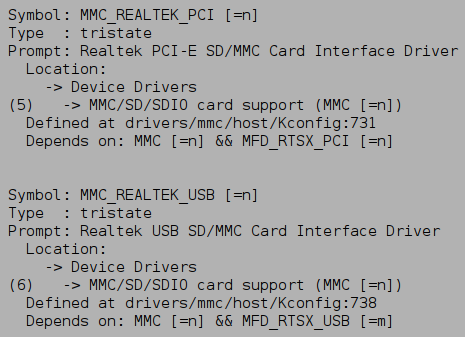 Symbol: MMC_REALTEK_PCI [=n]
Type  : tristate
Prompt: Realtek PCI-E SD/MMC Card Interface Driver
  Location:
    -> Device Drivers
(5)   -> MMC/SD/SDIO card support (MMC [=n])
  Defined at drivers/mmc/host/Kconfig:731
  Depends on: MMC [=n] && MFD_RTSX_PCI [=n]
Symbol: MMC_REALTEK_USB [=n]
Type  : tristate
Prompt: Realtek USB SD/MMC Card Interface Driver
  Location:
    -> Device Drivers
(6)   -> MMC/SD/SDIO card support (MMC [=n])
  Defined at drivers/mmc/host/Kconfig:738
  Depends on: MMC [=n] && MFD_RTSX_USB [=m]